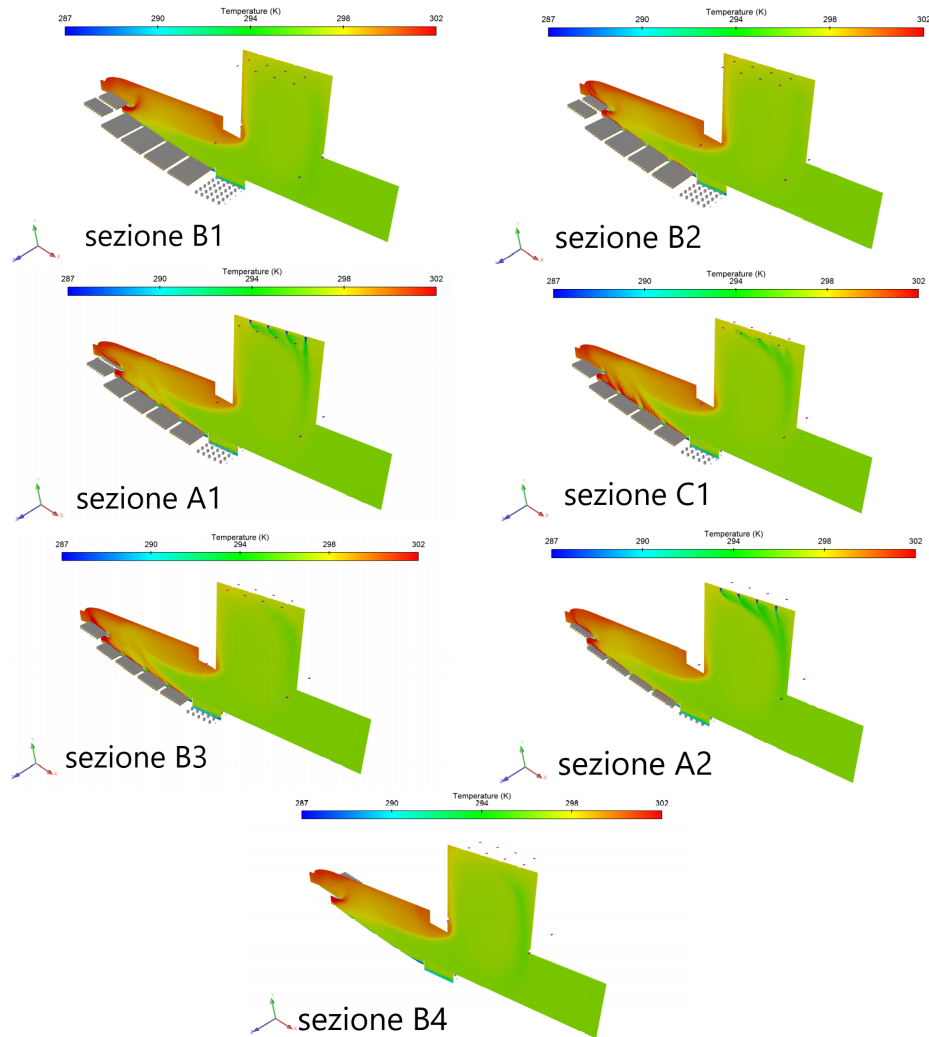 Temperature (K)
287 290 294 298 302
sezione B1
Temperature (K)
287 290 294 298 302
sezione B2
Temperature (K)
287 290 294 298 302
sezione A1
Temperature (K)
287 290 294 298 302
sezione C1
Temperature (K)
287 290 294 298 302
sezione B3
Temperature (K)
287 290 294 298 302
sezione A2
Temperature (K)
287 290 294 298 302
sezione B4